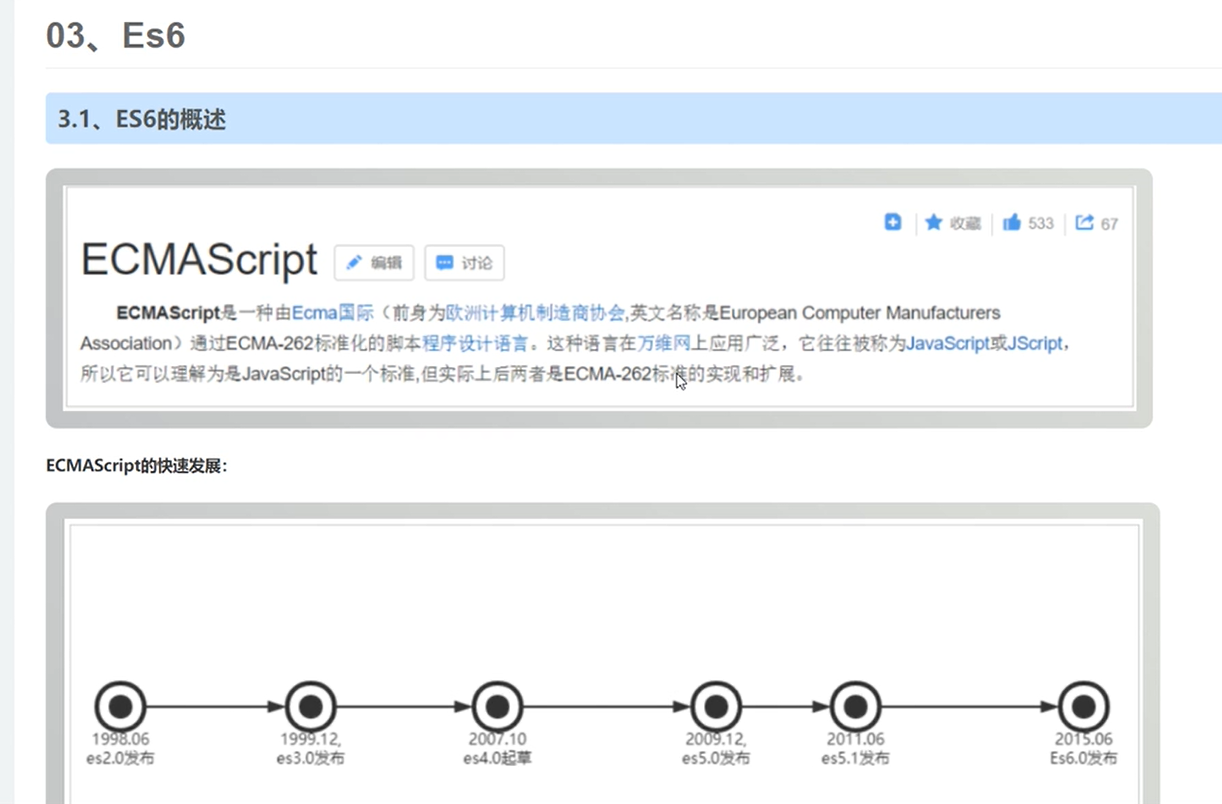 03、Es6
3.1、ES6的概述
收藏 533 67
ECMAScript 编辑 讨论
ECMAScript是一种由Ecma国际（前身为欧洲计算机制造商协会,英文名称是European Computer Manufacturers
Association）通过ECMA-262标准化的脚本程序设计语言。这种语言在万维网上应用广泛，它往往被称为JavaScript或JScript，
所以它可以理解为是JavaScript的一个标准,但实际上后两者是ECMA-262标准的实现和扩展。
ECMAScript的快速发展：
1998.06 1999.12, 2007.10 2009.12, 2011.06 2015.06
es2.0发布 es3.0发布 es4.0起草 es5.0发布 es5.1发布 Es6.0发布